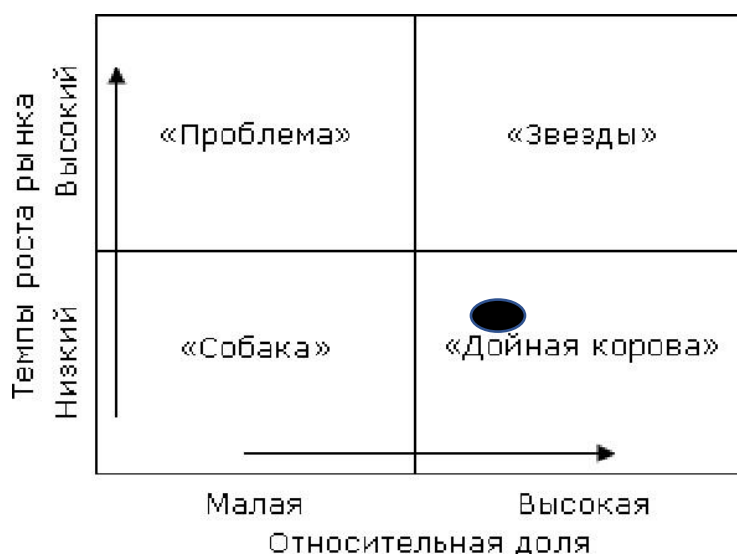 Темпы роста рынка
Высокий
Низкий
«Проблема»
«Звезды»
«Собака»
«Дойная корова»
Малая
Высокая
Относительная доля